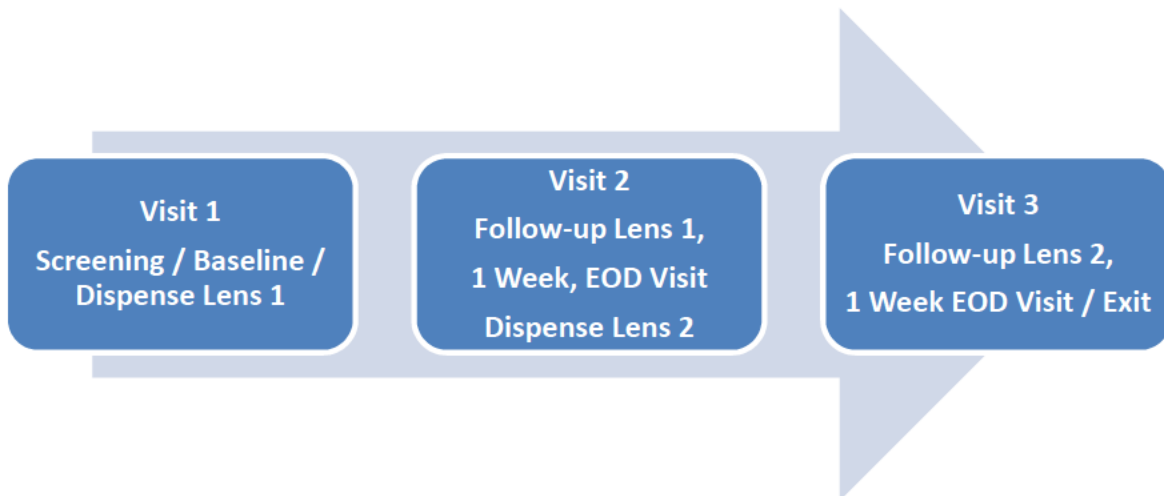 Visit 1
Screening / Baseline /
Dispense Lens 1
Visit 2
Follow-up Lens 1,
1 Week, EOD Visit
Dispense Lens 2
Visit 3
Follow-up Lens 2,
1 Week EOD Visit / Exit